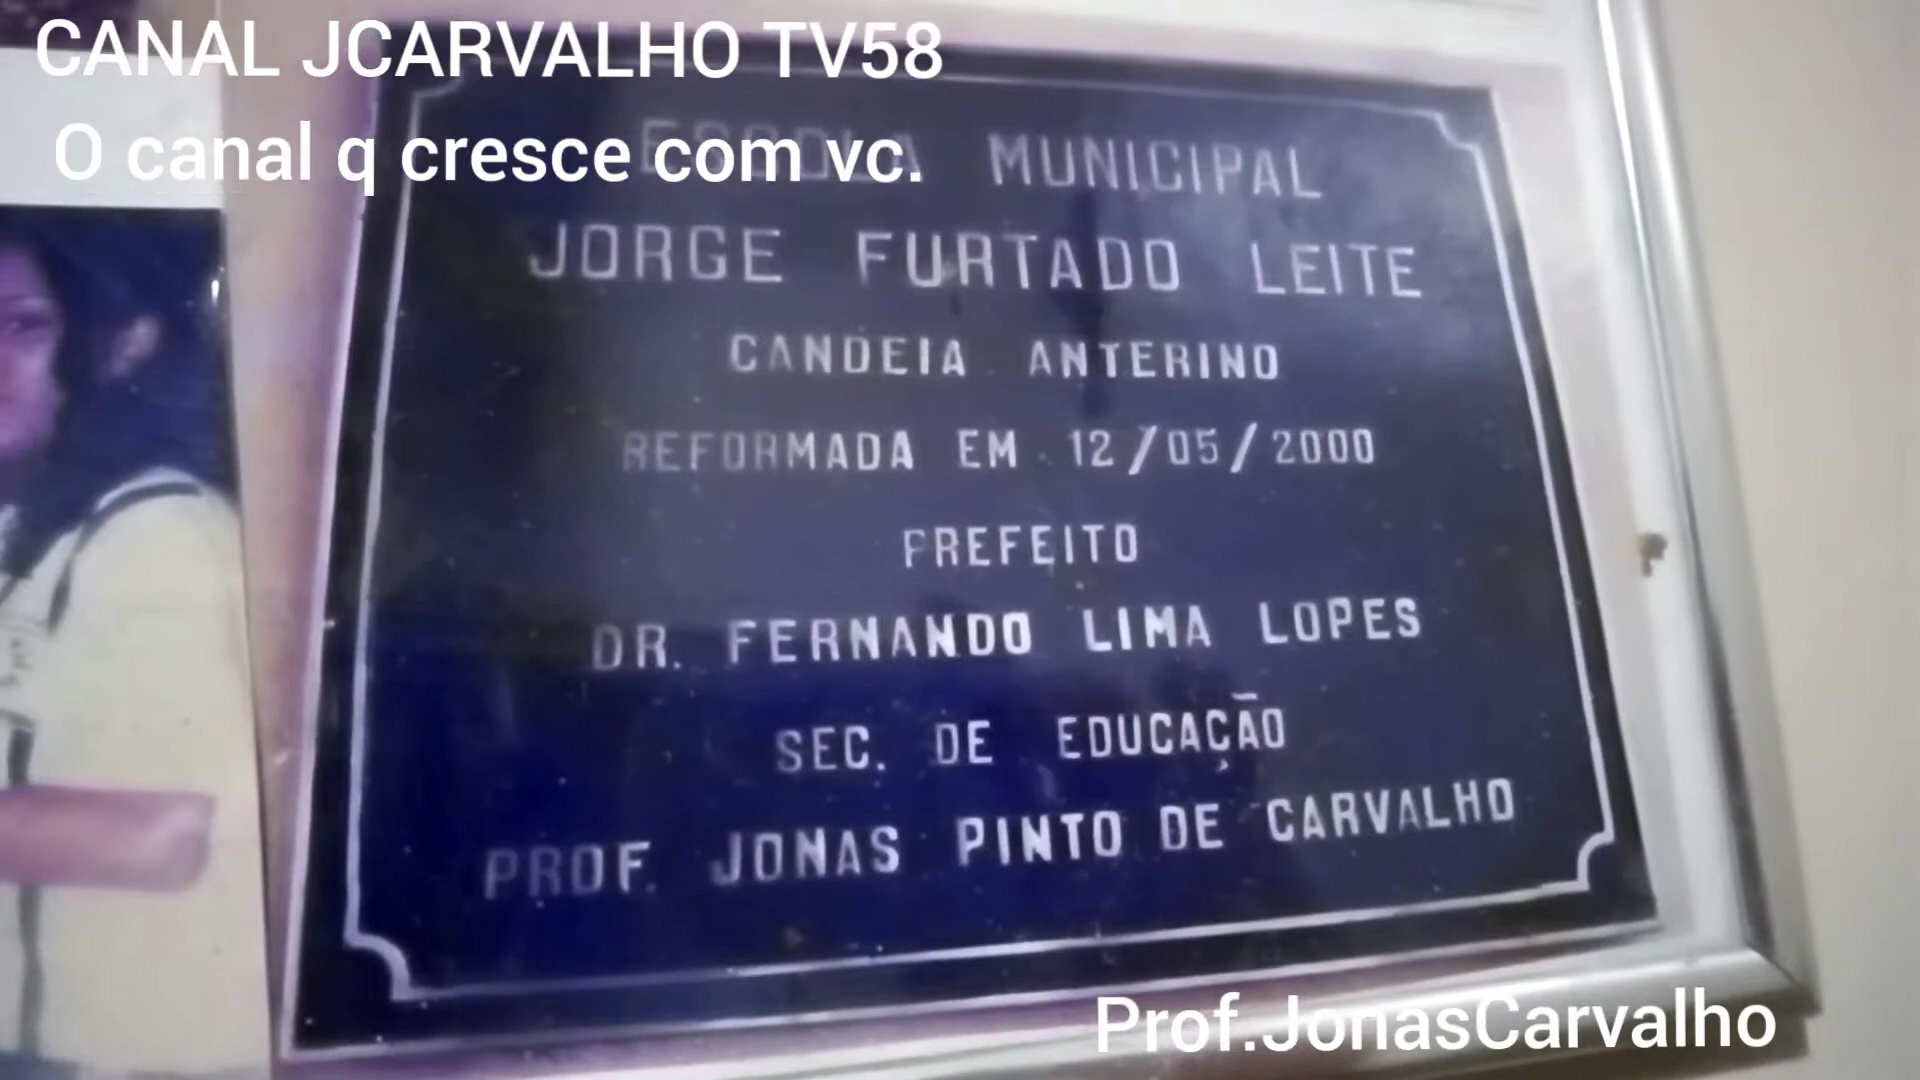 CANAL JCARVALHO TV58
O canal q cresce com vc.
ESCOLA MUNICIPAL
JORGE FURTADO LEITE
CANDEIA ANTERINO
REFORMADA EM 12/05/2000
PREFEITO
DR. FERNANDO LIMA LOPES
SEC. DE EDUCAÇÃO
PROF. JONAS PINTO DE CARVALHO
Prof.JonasCarvalho